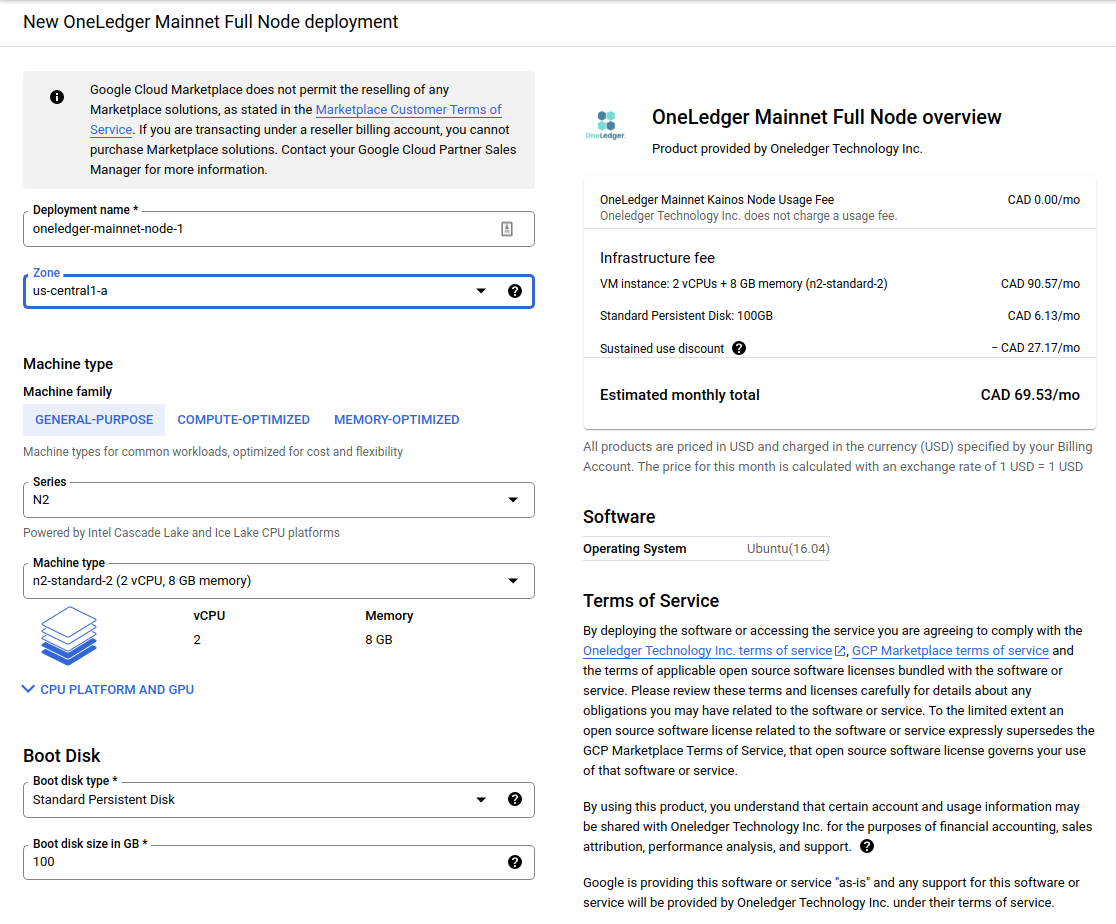 New OneLedger Mainnet Full Node deployment
Google Cloud Marketplace does not permit the reselling of any
Marketplace solutions, as stated in the Marketplace Customer Terms of
Service. If you are transacting under a reseller billing account, you cannot
purchase Marketplace solutions. Contact your Google Cloud Partner Sales
Manager for more information.
Deployment name *
oneledger-mainnet-node-1
Zone
us-central1-a
Machine type
Machine family
GENERAL-PURPOSE COMPUTE-OPTIMIZED MEMORY-OPTIMIZED
Machine types for common workloads, optimized for cost and flexibility
Series
N2
Powered by Intel Cascade Lake and Ice Lake CPU platforms
Machine type
n2-standard-2 (2 vCPU, 8 GB memory)
vCPU Memory
2 8 GB
CPU PLATFORM AND GPU
Boot Disk
Boot disk type *
Standard Persistent Disk
Boot disk size in GB *
100
OneLedger.
OneLedger Mainnet Full Node overview
Product provided by Oneledger Technology Inc.
OneLedger Mainnet Kainos Node Usage Fee CAD 0.00/mo
Oneledger Technology Inc. does not charge a usage fee.
Infrastructure fee
VM instance: 2 vCPUs + 8 GB memory (n2-standard-2) CAD 90.57/mo
Standard Persistent Disk: 100GB CAD 6.13/mo
Sustained use discount − CAD 27.17/mo
Estimated monthly total CAD 69.53/mo
All products are priced in USD and charged in the currency (USD) specified by your Billing
Account. The price for this month is calculated with an exchange rate of 1 USD = 1 USD
Software
Operating System Ubuntu(16.04)
Terms of Service
By deploying the software or accessing the service you are agreeing to comply with the
Oneledger Technology Inc. terms of service, GCP Marketplace terms of service and
the terms of applicable open source software licenses bundled with the software or
service. Please review these terms and licenses carefully for details about any
obligations you may have related to the software or service. To the limited extent an
open source software license related to the software or service expressly supersedes the
GCP Marketplace Terms of Service, that open source software license governs your use
of that software or service.
By using this product, you understand that certain account and usage information may
be shared with Oneledger Technology Inc. for the purposes of financial accounting, sales
attribution, performance analysis, and support.
Google is providing this software or service "as-is" and any support for this software or
service will be provided by Oneledger Technology Inc. under their terms of service.